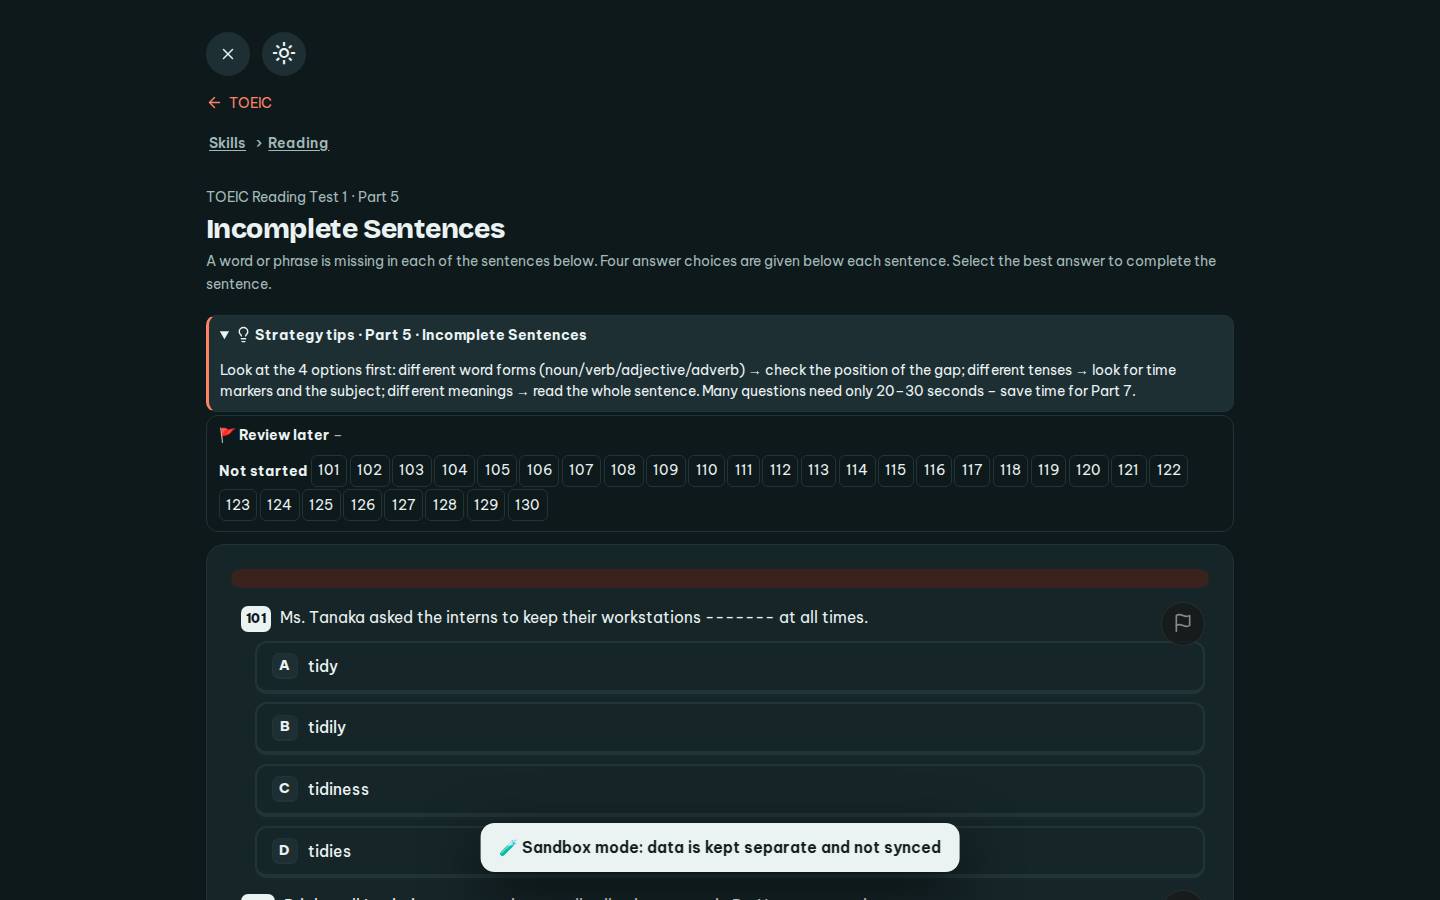 ← TOEIC
Skills › Reading
TOEIC Reading Test 1 · Part 5
Incomplete Sentences
A word or phrase is missing in each of the sentences below. Four answer choices are given below each sentence. Select the best answer to complete the
sentence.
▼ Strategy tips · Part 5 · Incomplete Sentences
Look at the 4 options first: different word forms (noun/verb/adjective/adverb) → check the position of the gap; different tenses → look for time
markers and the subject; different meanings → read the whole sentence. Many questions need only 20–30 seconds – save time for Part 7.
🚩 Review later –
Not started 101 102 103 104 105 106 107 108 109 110 111 112 113 114 115 116 117 118 119 120 121 122
123 124 125 126 127 128 129 130
101 Ms. Tanaka asked the interns to keep their workstations ------- at all times.
A tidy
B tidily
C tidiness
D tidies
🧪 Sandbox mode: data is kept separate and not synced